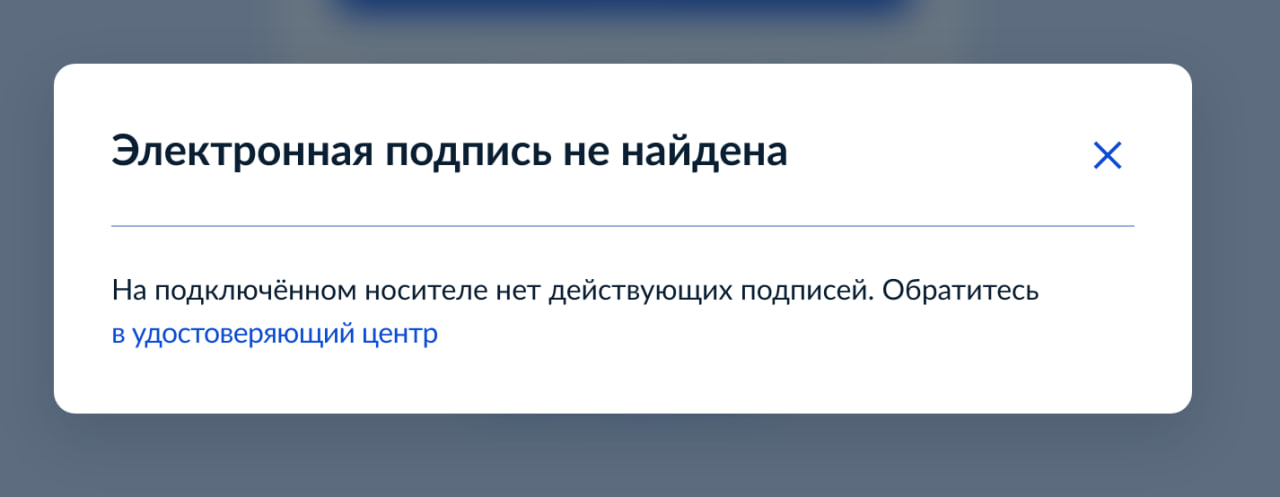 Электронная подпись не найдена
На подключённом носителе нет действующих подписей. Обратитесь
в удостоверяющий центр